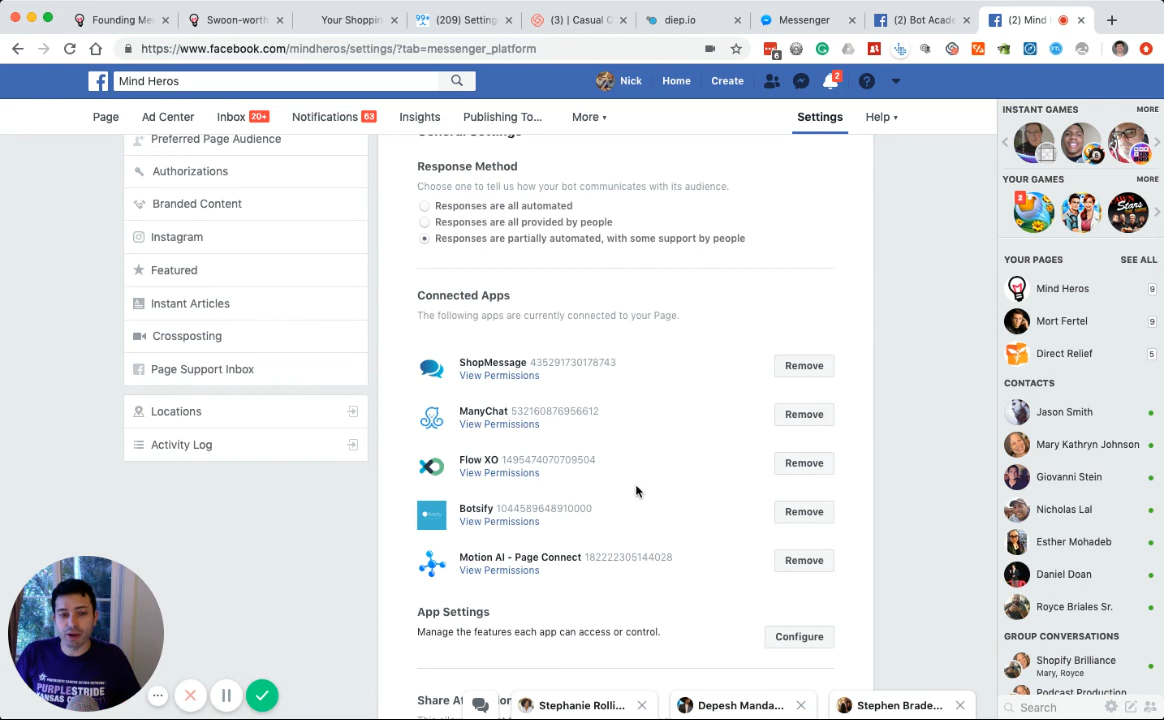 Founding Me
Swoon-worth
Your Shoppin
99+
(209) Setting
(3) | Casual C
diep.io
Messenger
(2) Bot Acade
(2) Mind
https://www.facebook.com/mindheros/settings/?tab=messenger_platform
6
Mind Heros
Nick
Home
Create
2
Page
Ad Center
Inbox 20+
Notifications 63
Insights
Publishing To...
More
Settings
Help
Preferred Page Audience
Authorizations
Branded Content
Instagram
Featured
Instant Articles
Crossposting
Page Support Inbox
Locations
Activity Log
General Settings
Response Method
Choose one to tell us how your bot communicates with its audience.
Responses are all automated
Responses are all provided by people
Responses are partially automated, with some support by people
Connected Apps
The following apps are currently connected to your Page.
ShopMessage 435291730178743
View Permissions
Remove
ManyChat 532160876956612
View Permissions
Remove
Flow XO 1495474070709504
View Permissions
Remove
Botsify 1044589648910000
View Permissions
Remove
Motion AI - Page Connect 182222305144028
View Permissions
Remove
App Settings
Manage the features each app can access or control.
Configure
Share At
INSTANT GAMES
MORE
YOUR GAMES
MORE
2
STARS
YOUR PAGES
SEE ALL
Mind Heros
9
Mort Fertel
9
Direct Relief
5
CONTACTS
Jason Smith
Mary Kathryn Johnson
Giovanni Stein
Nicholas Lal
Esther Mohadeb
Daniel Doan
Royce Briales Sr.
GROUP CONVERSATIONS
Shopify Brilliance
Mary, Royce
Podcast Production
Search
Stephanie Rolli...
Depesh Manda...
Stephen Brade...
PURPLESTRIDE